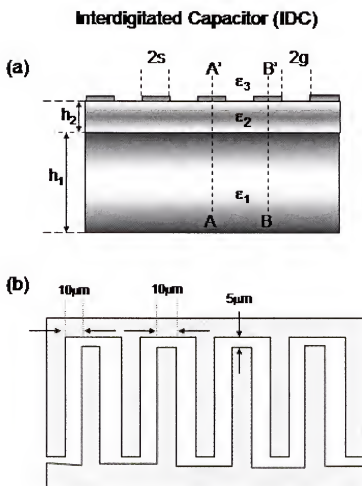 Interdigitated Capacitor (IDC)
(a)
2s
A'
ε3
B'
2g
h2
ε2
h1
ε1
A
B
(b)
10μm
10μm
5μm